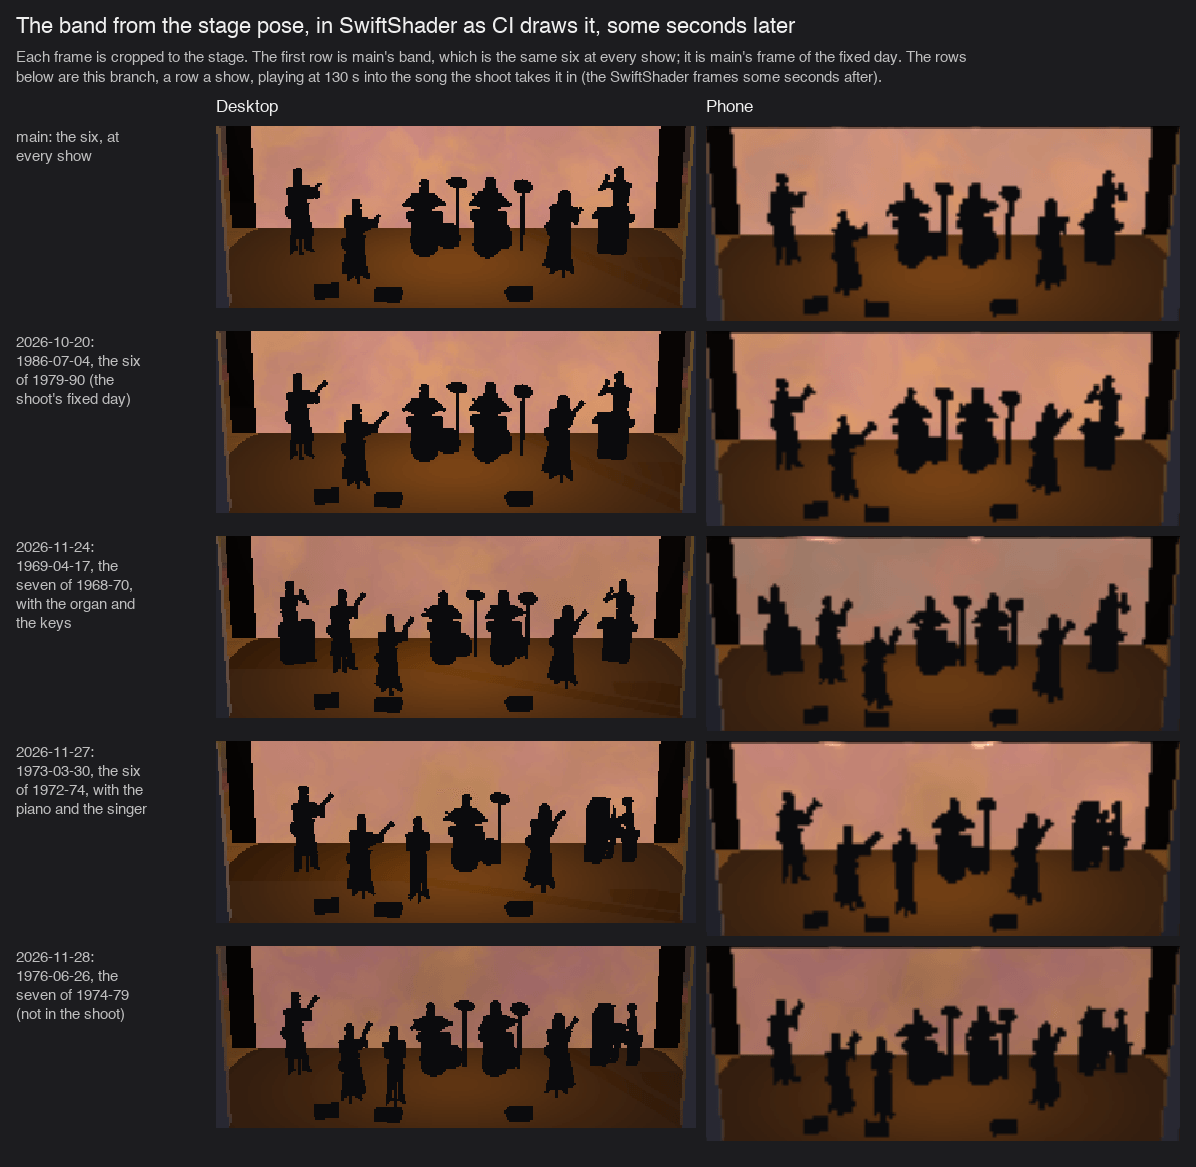 The band from the stage pose, in SwiftShader as CI draws it, some seconds later
Each frame is cropped to the stage. The first row is main's band, which is the same six at every show; it is main's frame of the fixed day. The rows
below are this branch, a row a show, playing at 130 s into the song the shoot takes it in (the SwiftShader frames some seconds after).
Desktop
Phone
main: the six, at
every show
2026-10-20:
1986-07-04, the six
of 1979-90 (the
shoot's fixed day)
2026-11-24:
1969-04-17, the
seven of 1968-70,
with the organ and
the keys
2026-11-27:
1973-03-30, the six
of 1972-74, with the
piano and the singer
2026-11-28:
1976-06-26, the
seven of 1974-79
(not in the shoot)